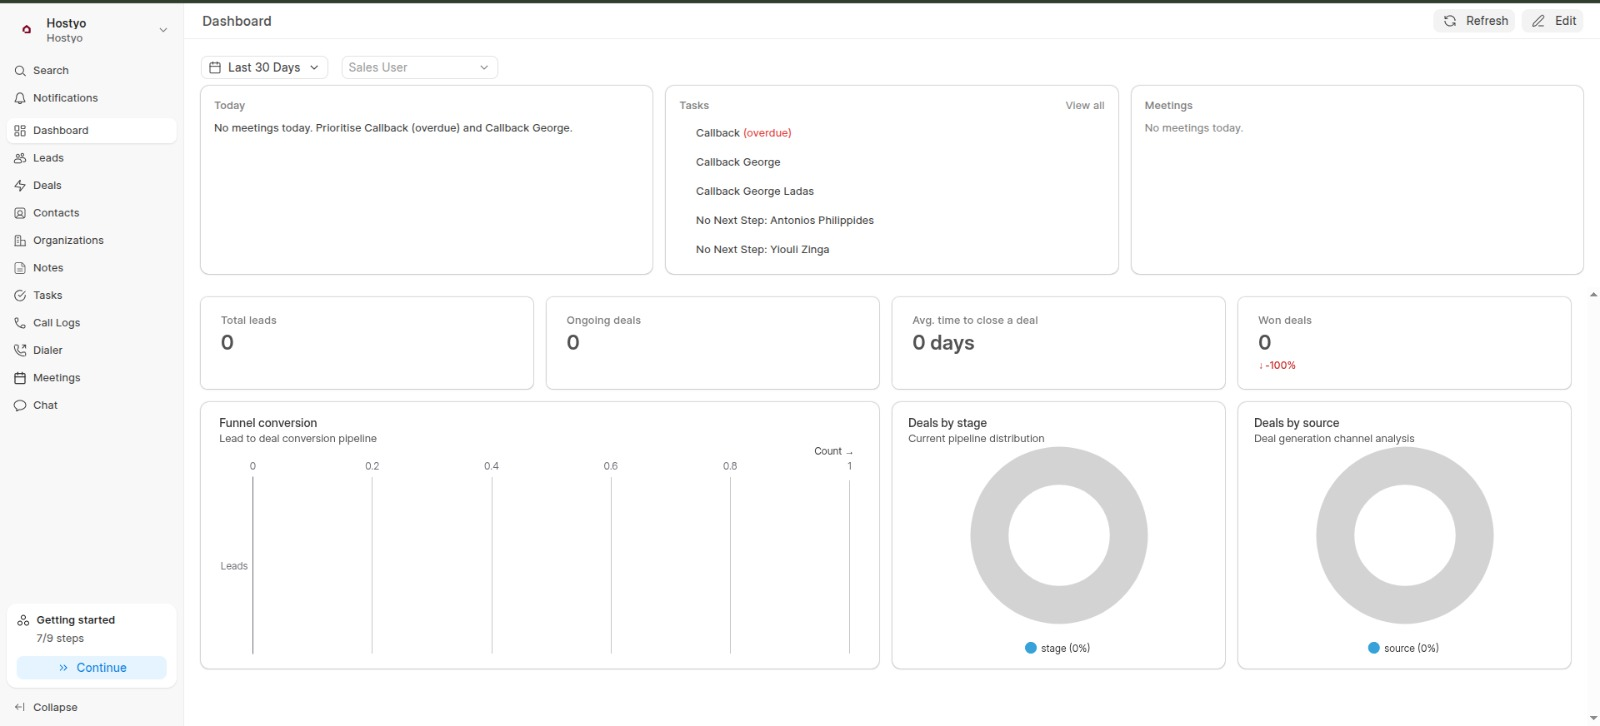 Hostyo
Hostyo
Search
Notifications
Dashboard
Leads
Deals
Contacts
Organizations
Notes
Tasks
Call Logs
Dialer
Meetings
Chat
Getting started
7/9 steps
Continue
Collapse
Dashboard
Refresh
Edit
Last 30 Days
Sales User
Today
No meetings today. Prioritise Callback (overdue) and Callback George.
Tasks
View all
Callback (overdue)
Callback George
Callback George Ladas
No Next Step: Antonios Philippides
No Next Step: Yiouli Zinga
Meetings
No meetings today.
Total leads
0
Ongoing deals
0
Avg. time to close a deal
0 days
Won deals
0
↓ -100%
Funnel conversion
Lead to deal conversion pipeline
Count →
0 0.2 0.4 0.6 0.8 1
Leads
Deals by stage
Current pipeline distribution
stage (0%)
Deals by source
Deal generation channel analysis
source (0%)